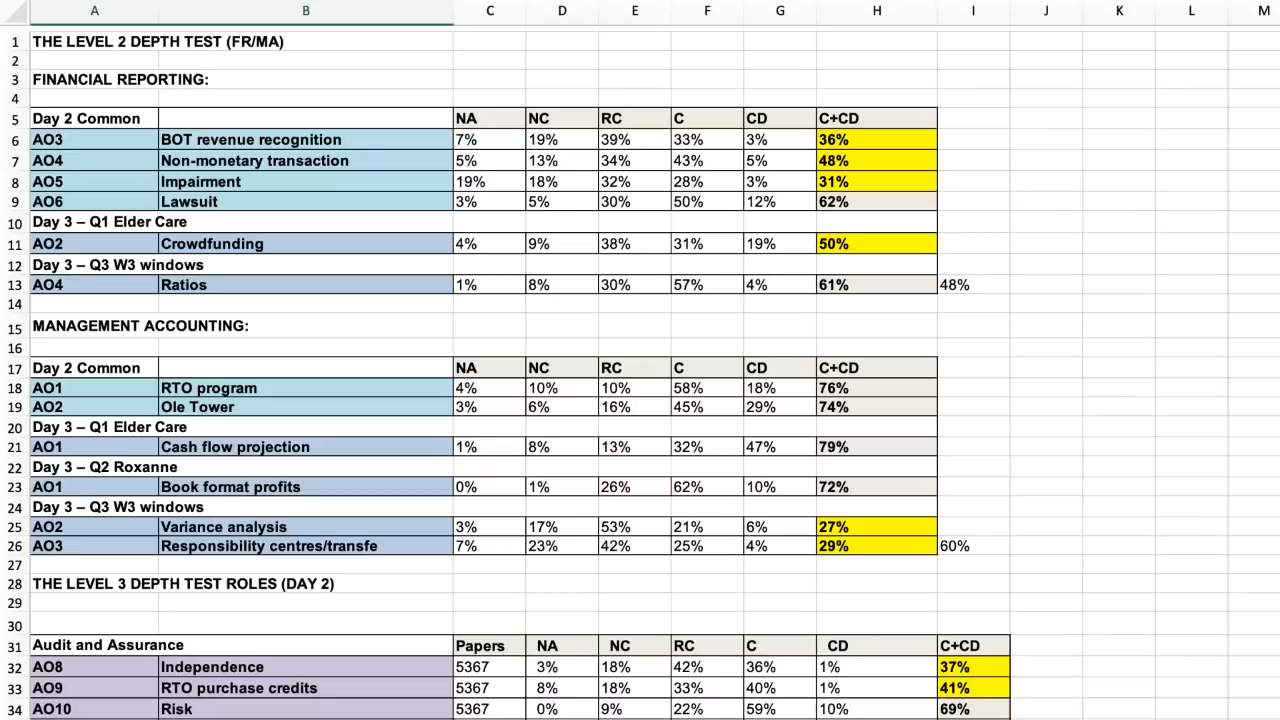 A B C D E F G H I J K L M
1 THE LEVEL 2 DEPTH TEST (FR/MA)
2
3 FINANCIAL REPORTING:
4
5 Day 2 Common NA NC RC C CD C+CD
6 AO3 BOT revenue recognition 7% 19% 39% 33% 3% 36%
7 AO4 Non-monetary transaction 5% 13% 34% 43% 5% 48%
8 AO5 Impairment 19% 18% 32% 28% 3% 31%
9 AO6 Lawsuit 3% 5% 30% 50% 12% 62%
10 Day 3 – Q1 Elder Care
11 AO2 Crowdfunding 4% 9% 38% 31% 19% 50%
12 Day 3 – Q3 W3 windows
13 AO4 Ratios 1% 8% 30% 57% 4% 61% 48%
14
15 MANAGEMENT ACCOUNTING:
16
17 Day 2 Common NA NC RC C CD C+CD
18 AO1 RTO program 4% 10% 10% 58% 18% 76%
19 AO2 Ole Tower 3% 6% 16% 45% 29% 74%
20 Day 3 – Q1 Elder Care
21 AO1 Cash flow projection 1% 8% 13% 32% 47% 79%
22 Day 3 – Q2 Roxanne
23 AO1 Book format profits 0% 1% 26% 62% 10% 72%
24 Day 3 – Q3 W3 windows
25 AO2 Variance analysis 3% 17% 53% 21% 6% 27%
26 AO3 Responsibility centres/transfe 7% 23% 42% 25% 4% 29% 60%
27
28 THE LEVEL 3 DEPTH TEST ROLES (DAY 2)
29
30
31 Audit and Assurance Papers NA NC RC C CD C+CD
32 AO8 Independence 5367 3% 18% 42% 36% 1% 37%
33 AO9 RTO purchase credits 5367 8% 18% 33% 40% 1% 41%
34 AO10 Risk 5367 0% 9% 22% 59% 10% 69%